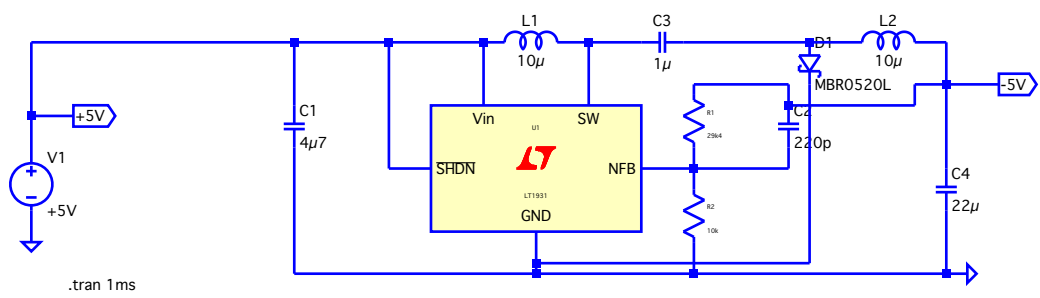 L1
10µ
C3
1µ
D1
MBR0520L
L2
10µ
+5V
-5V
C1
4µ7
Vin
SW
U1
SHDN
NFB
LT1931
GND
R1
29k4
C2
220p
V1
+5V
R2
10k
C4
22µ
.tran 1ms